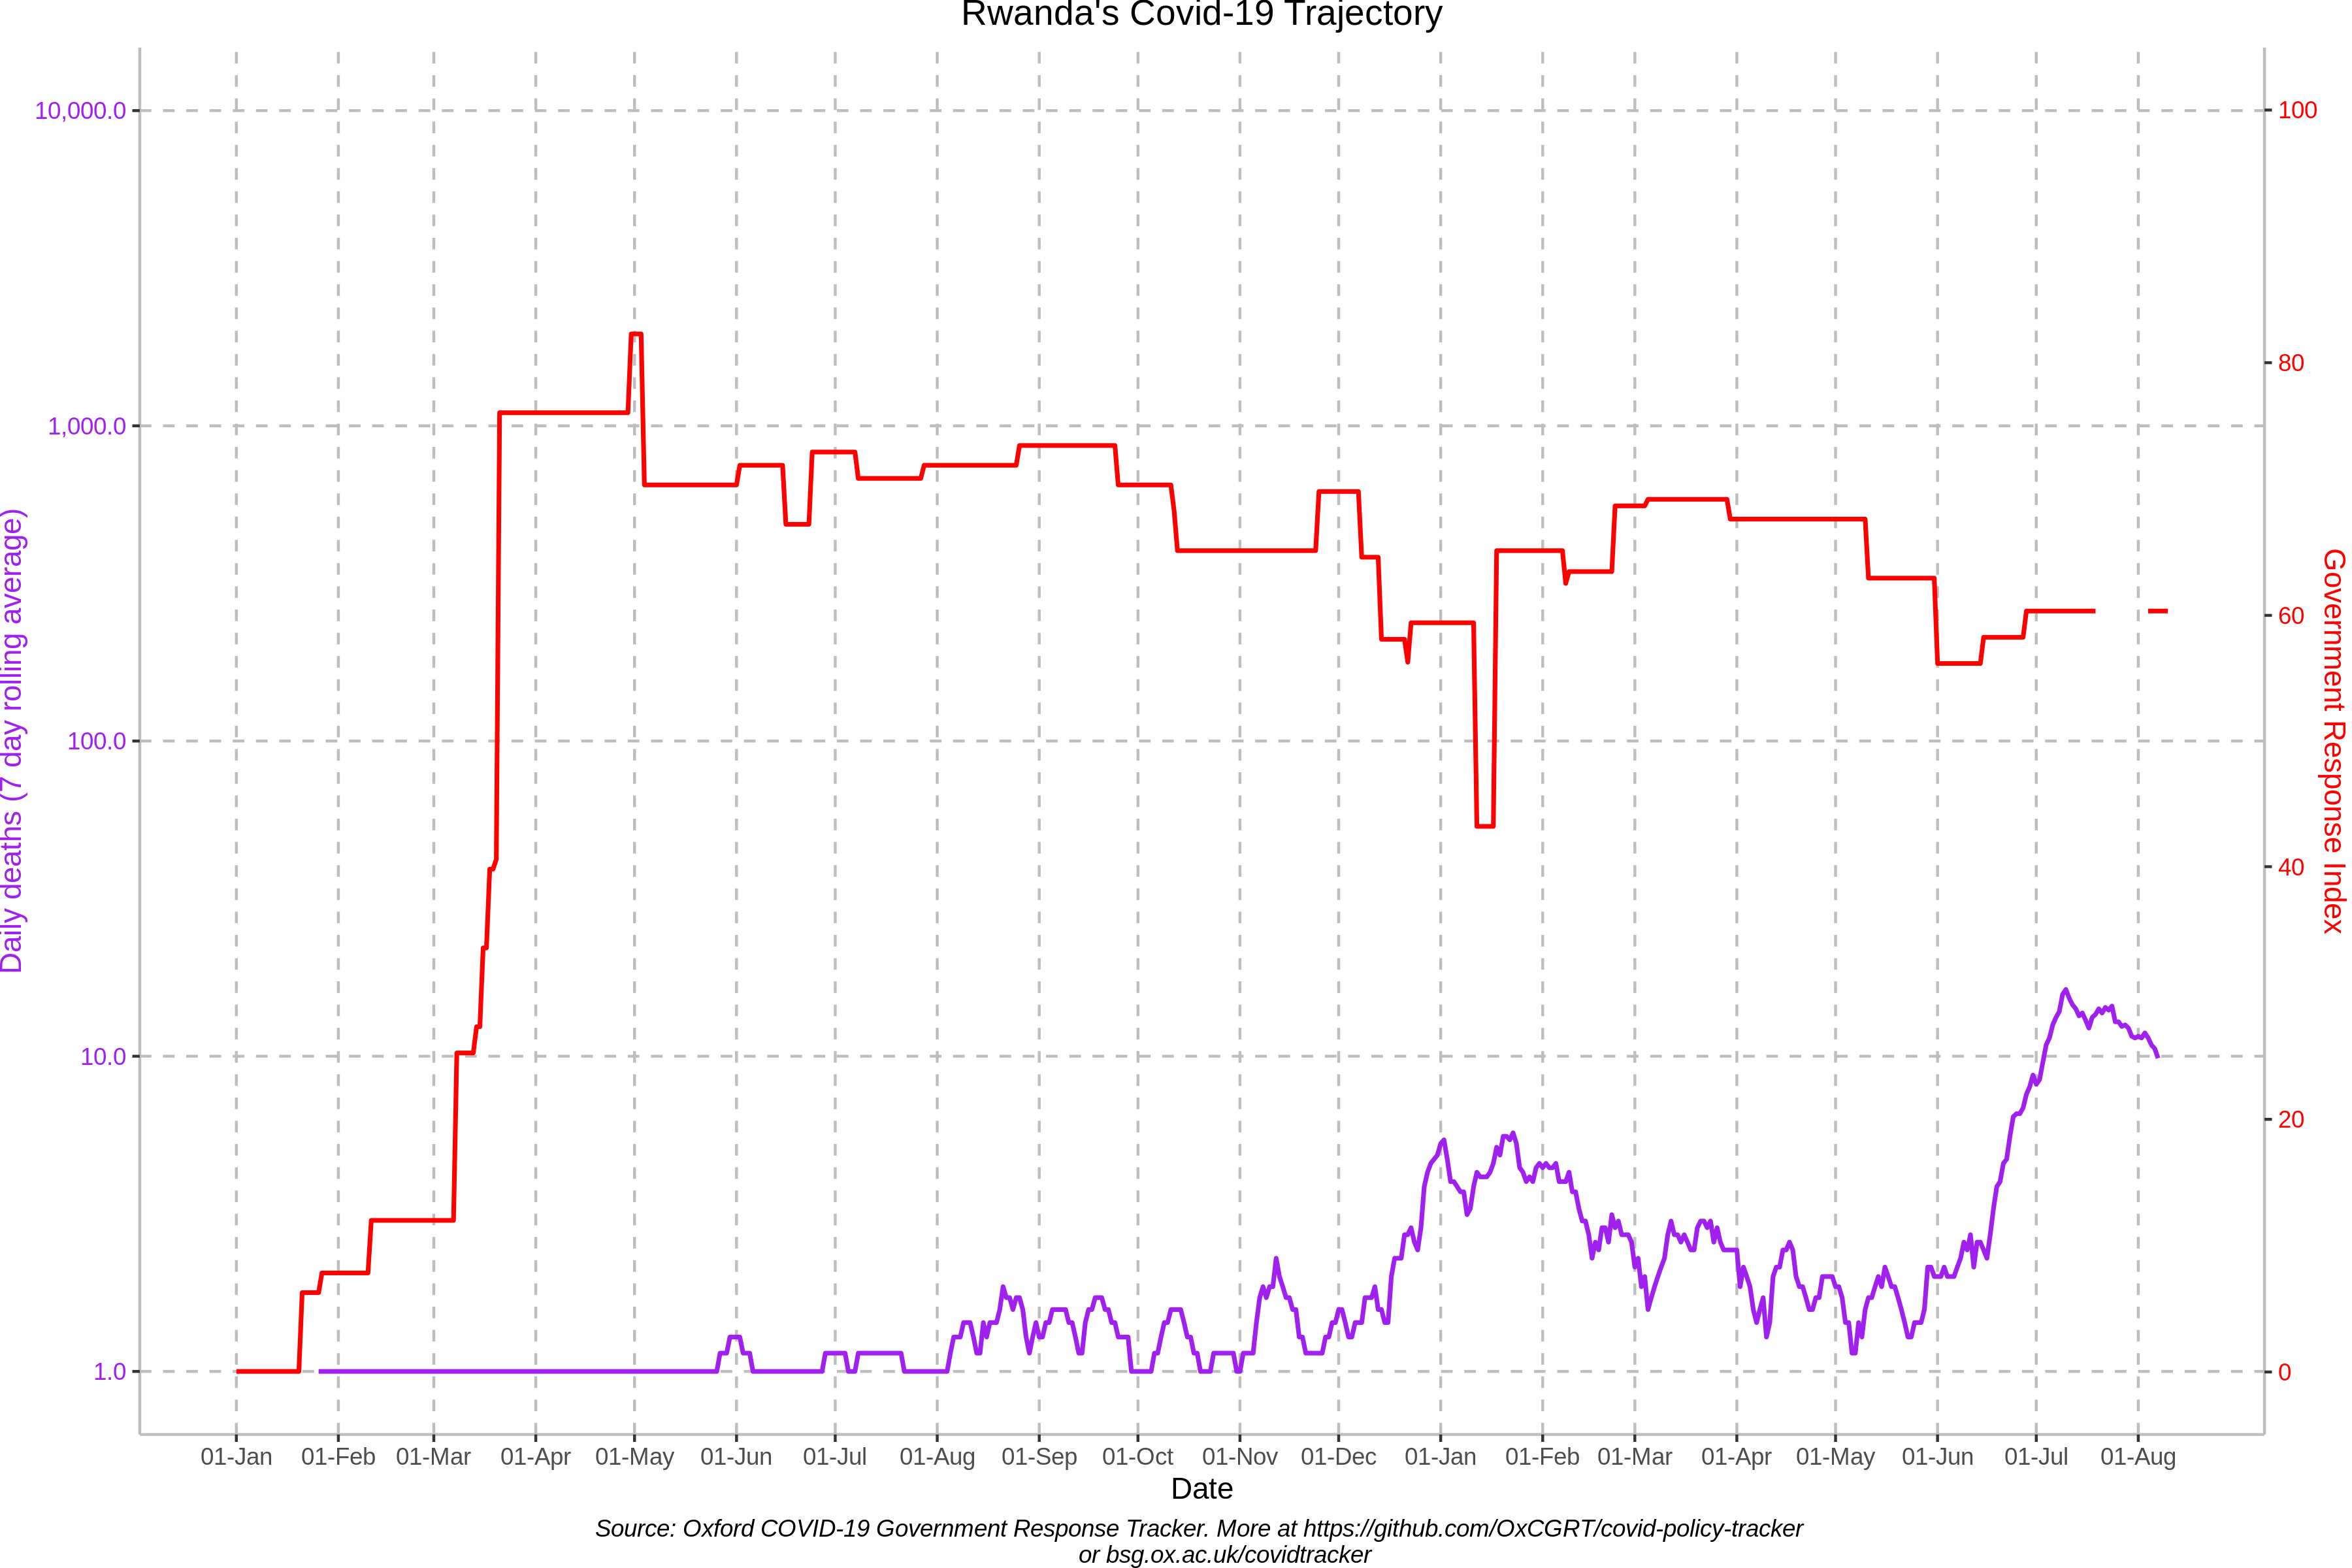 Rwanda's Covid-19 Trajectory
10,000.0
1,000.0
100.0
10.0
1.0
Daily deaths (7 day rolling average)
100
80
60
40
20
0
Government Response Index
01-Jan 01-Feb 01-Mar 01-Apr 01-May 01-Jun 01-Jul 01-Aug 01-Sep 01-Oct 01-Nov 01-Dec 01-Jan 01-Feb 01-Mar 01-Apr 01-May 01-Jun 01-Jul 01-Aug
Date
Source: Oxford COVID-19 Government Response Tracker. More at https://github.com/OxCGRT/covid-policy-tracker
or bsg.ox.ac.uk/covidtracker